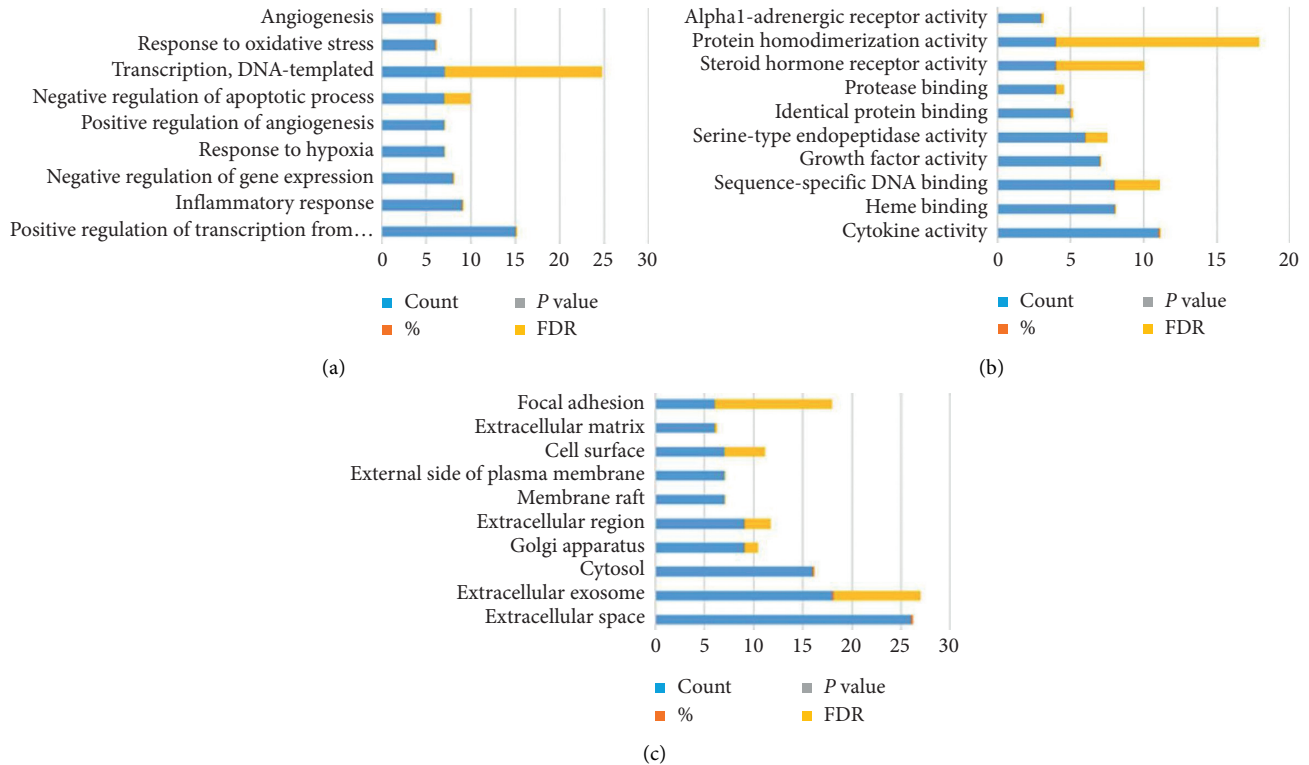 Angiogenesis
Response to oxidative stress
Transcription, DNA-templated
Negative regulation of apoptotic process
Positive regulation of angiogenesis
Response to hypoxia
Negative regulation of gene expression
Inflammatory response
Positive regulation of transcription from…
0 5 10 15 20 25 30
Count P value
% FDR
(a)
Alpha1-adrenergic receptor activity
Protein homodimerization activity
Steroid hormone receptor activity
Protease binding
Identical protein binding
Serine-type endopeptidase activity
Growth factor activity
Sequence-specific DNA binding
Heme binding
Cytokine activity
0 5 10 15 20
Count P value
% FDR
(b)
Focal adhesion
Extracellular matrix
Cell surface
External side of plasma membrane
Membrane raft
Extracellular region
Golgi apparatus
Cytosol
Extracellular exosome
Extracellular space
0 5 10 15 20 25 30
Count P value
% FDR
(c)